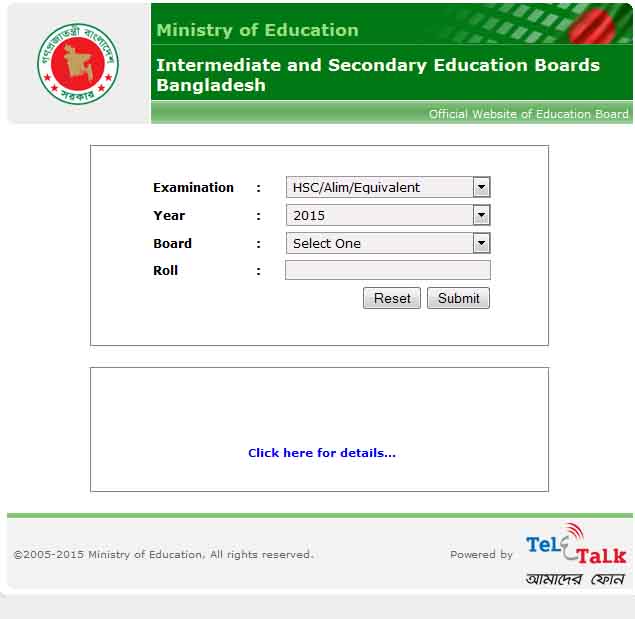 গণপ্রজাতন্ত্রী বাংলাদেশ
সরকার
Ministry of Education
Intermediate and Secondary Education Boards
Bangladesh
Official Website of Education Board
Examination : HSC/Alim/Equivalent
Year : 2015
Board : Select One
Roll :
Reset Submit
Click here for details...
©2005-2015 Ministry of Education, All rights reserved.
Powered by
TeleTalk
আমাদের ফোন